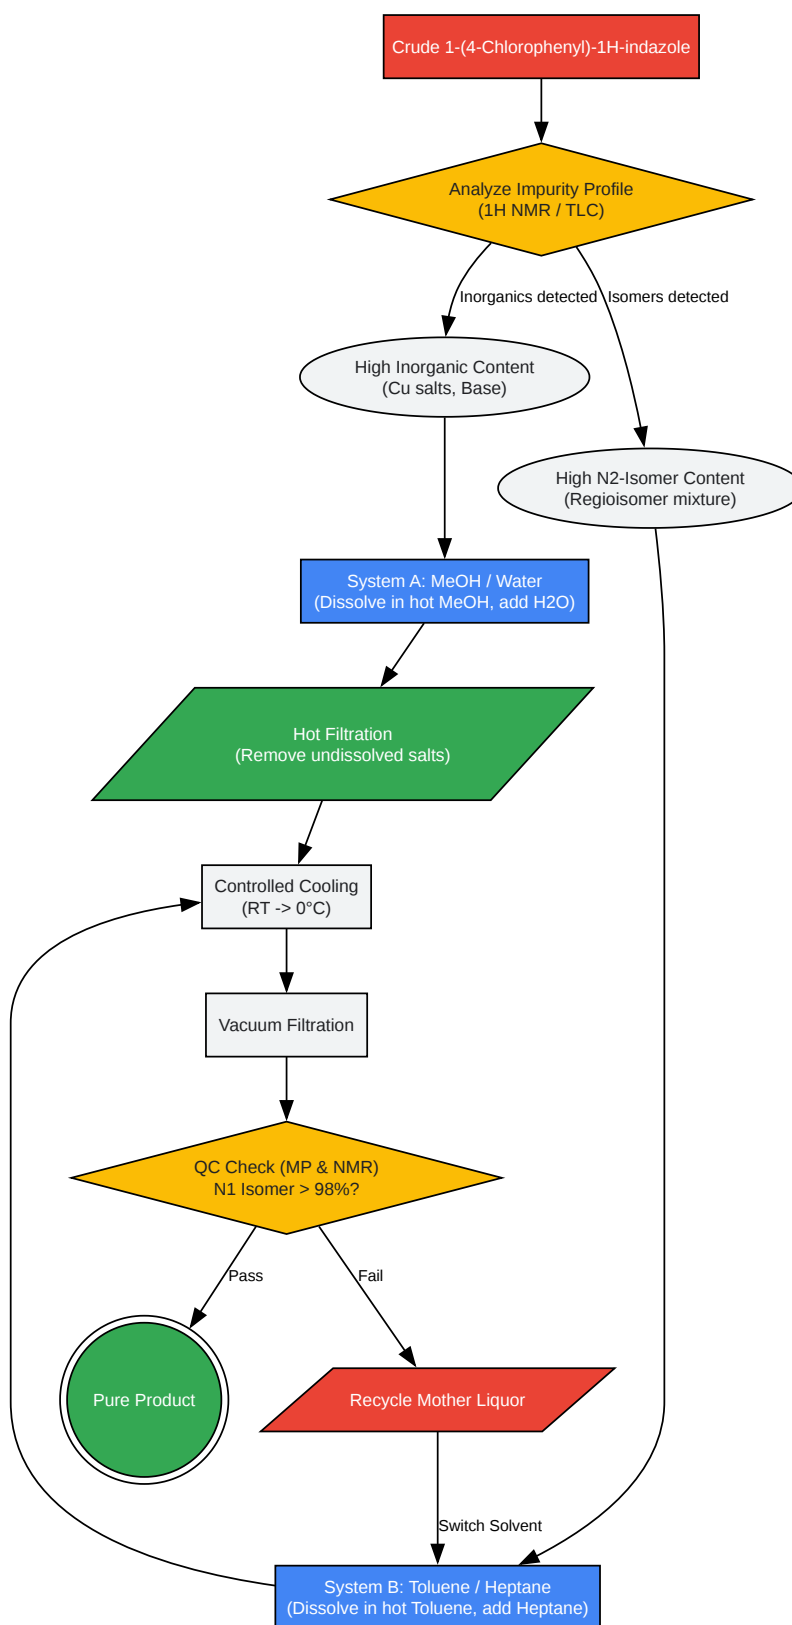 Crude 1-(4-Chlorophenyl)-1H-indazole
Analyze Impurity Profile
(1H NMR / TLC)
Inorganics detected
Isomers detected
High Inorganic Content
(Cu salts, Base)
High N2-Isomer Content
(Regioisomer mixture)
System A: MeOH / Water
(Dissolve in hot MeOH, add H2O)
Hot Filtration
(Remove undissolved salts)
Controlled Cooling
(RT -> 0°C)
Vacuum Filtration
QC Check (MP & NMR)
N1 Isomer > 98%?
Pass
Fail
Pure Product
Recycle Mother Liquor
Switch Solvent
System B: Toluene / Heptane
(Dissolve in hot Toluene, add Heptane)